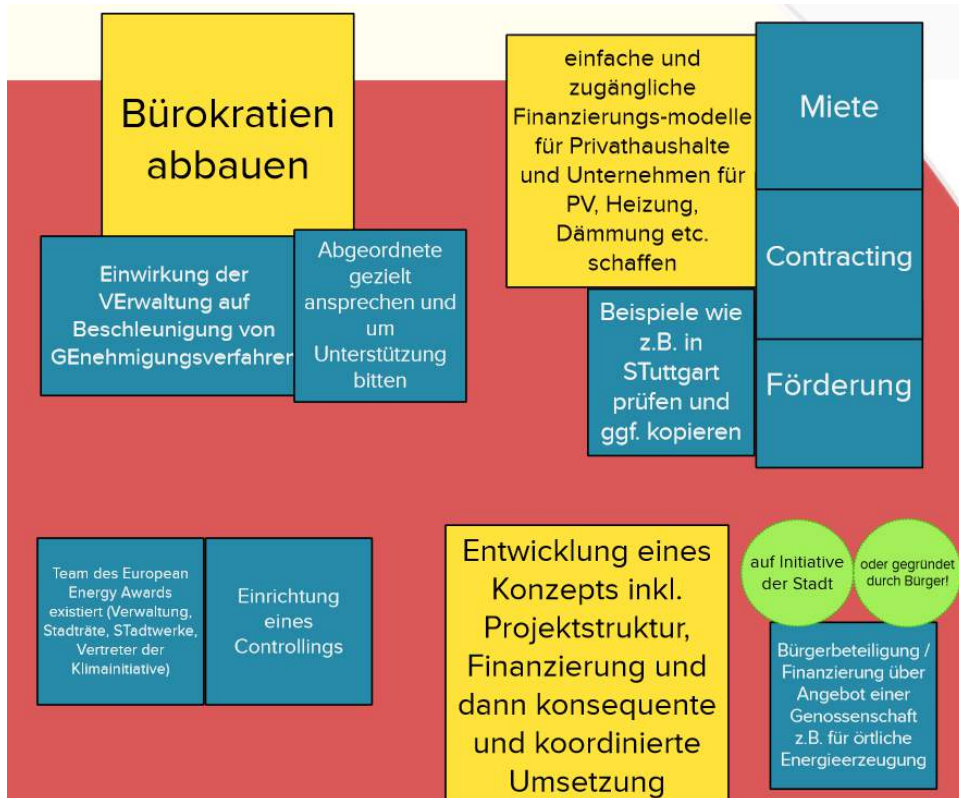 Bürokratien
abbauen
Einwirkung der
VErwaltung auf
Beschleunigung von
GEnehmigungsverfahren
Abgeordnete
gezielt
ansprechen und
um
Unterstützung
bitten
einfache und
zugängliche
Finanzierungs-modelle
für Privathaushalte
und Unternehmen für
PV, Heizung,
Dämmung etc.
schaffen
Miete
Contracting
Förderung
Beispiele wie
z.B. in
STuttgart
prüfen und
ggf. kopieren
Team des European
Energy Awards
existiert (Verwaltung,
Stadträte, STadtwerke,
Vertreter der
Klimainitiative)
Einrichtung
eines
Controllings
Entwicklung eines
Konzepts inkl.
Projektstruktur,
Finanzierung und
dann konsequente
und koordinierte
Umsetzung
auf Initiative
der Stadt
oder gegründet
durch Bürger!
Bürgerbeteiligung /
Finanzierung über
Angebot einer
Genossenschaft
z.B. für örtliche
Energieerzeugung